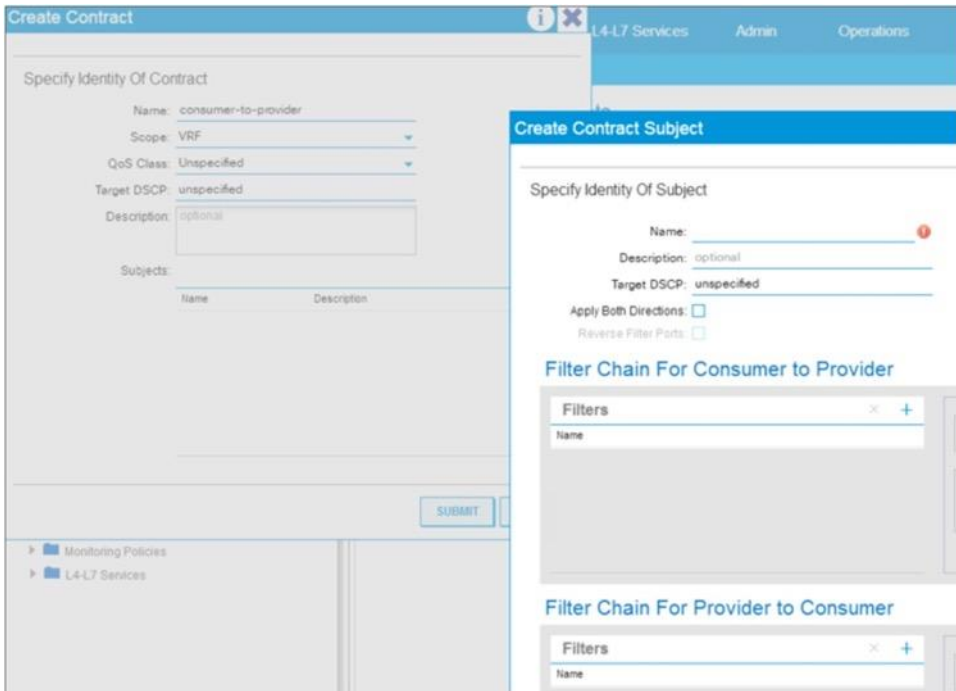 Create Contract
i
L4-L7 Services Admin Operations
Specify Identity Of Contract
Name: consumer-to-provider
Scope: VRF
QoS Class: Unspecified
Target DSCP: unspecified
Description: optional
Subjects:
Name Description
SUBMIT
Monitoring Policies
L4-L7 Services
Create Contract Subject
Specify Identity Of Subject
Name:
Description: optional
Target DSCP: unspecified
Apply Both Directions:
Reverse Filter Ports:
Filter Chain For Consumer to Provider
Filters
Name
Filter Chain For Provider to Consumer
Filters
Name